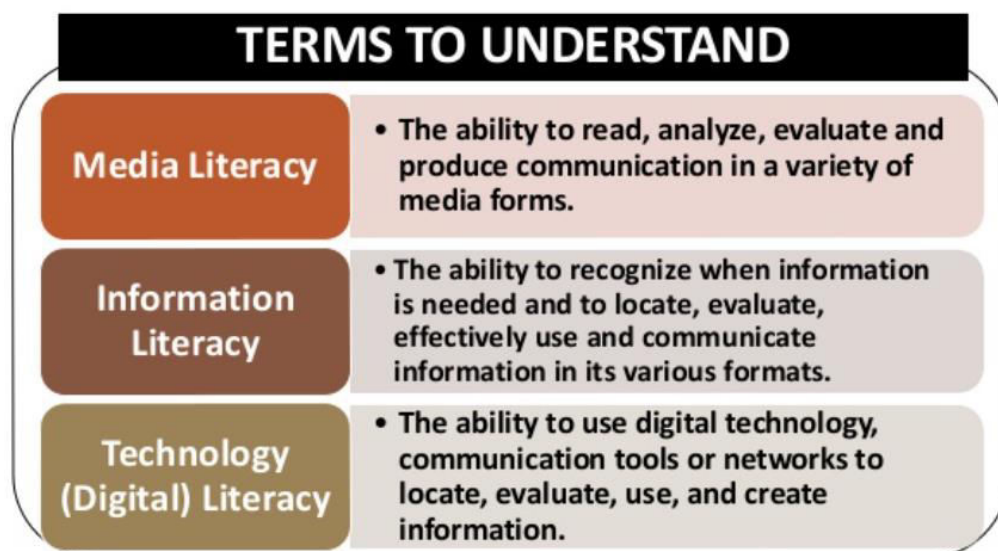 TERMS TO UNDERSTAND
Media Literacy
• The ability to read, analyze, evaluate and
produce communication in a variety of
media forms.
Information
Literacy
• The ability to recognize when information
is needed and to locate, evaluate,
effectively use and communicate
information in its various formats.
Technology
(Digital) Literacy
• The ability to use digital technology,
communication tools or networks to
locate, evaluate, use, and create
information.